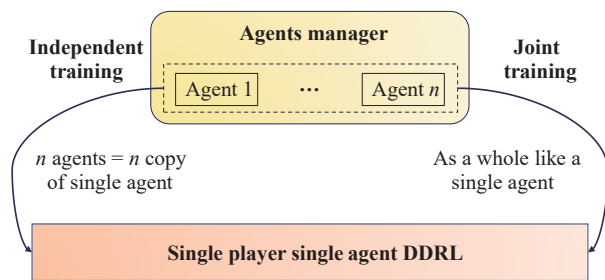 Independent
training
Agents manager
Joint
training
Agent 1
...
Agent n
n agents = n copy
of single agent
As a whole like a
single agent
Single player single agent DDRL